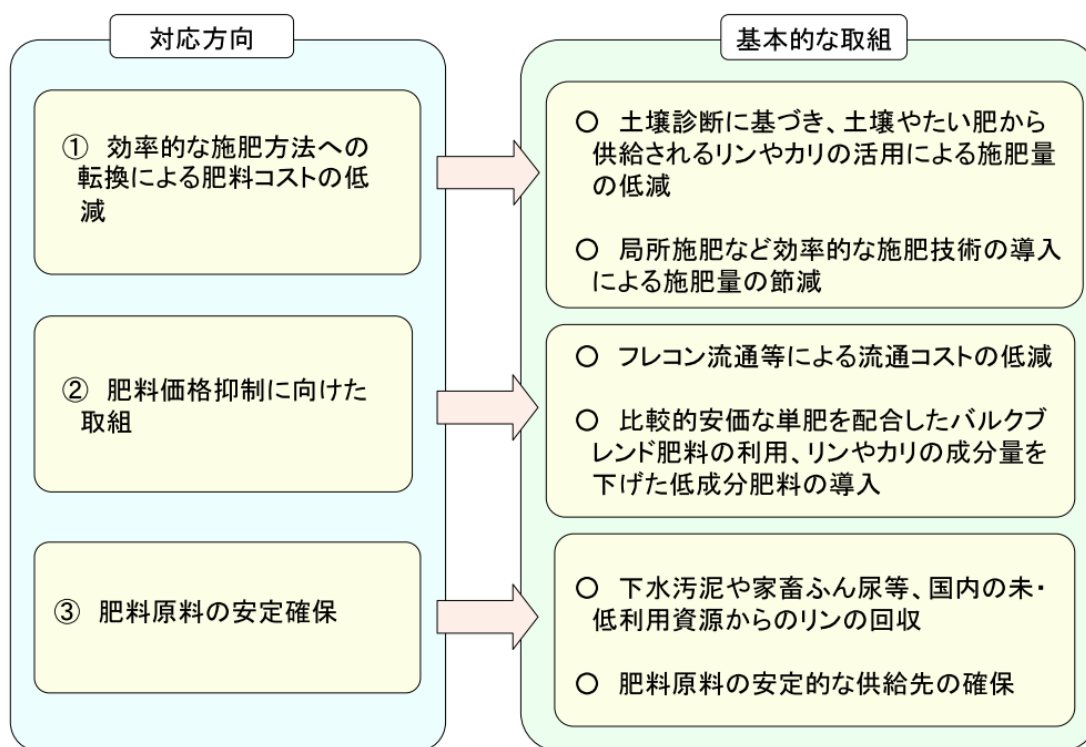 対応方向
① 効率的な施肥方法への
転換による肥料コストの低
減
② 肥料価格抑制に向けた
取組
③ 肥料原料の安定確保
基本的な取組
○ 土壌診断に基づき、土壌やたい肥から
供給されるリンやカリの活用による施肥量
の低減
○ 局所施肥など効率的な施肥技術の導入
による施肥量の節減
○ フレコン流通等による流通コストの低減
○ 比較的安価な単肥を配合したバルクブ
レンド肥料の利用、リンやカリの成分量を
下げた低成分肥料の導入
○ 下水汚泥や家畜ふん尿等、国内の未・
低利用資源からのリンの回収
○ 肥料原料の安定的な供給先の確保